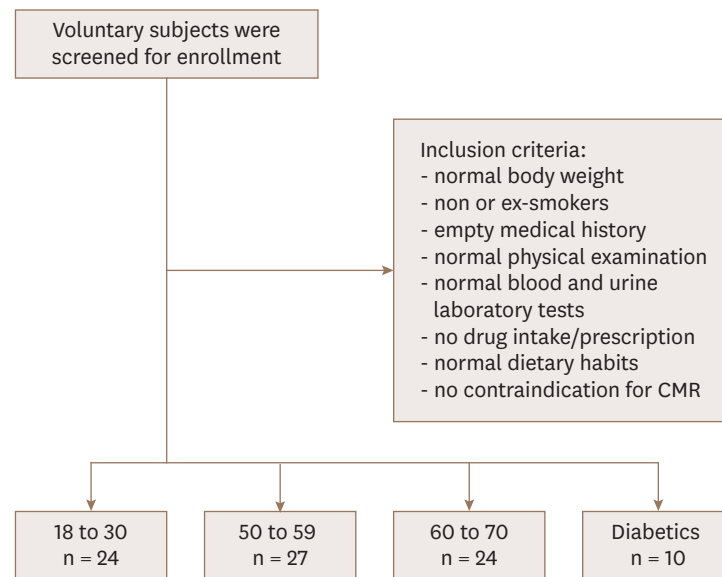 Voluntary subjects were
screened for enrollment
Inclusion criteria:
- normal body weight
- non or ex-smokers
- empty medical history
- normal physical examination
- normal blood and urine
laboratory tests
- no drug intake/prescription
- normal dietary habits
- no contraindication for CMR
18 to 30
n = 24
50 to 59
n = 27
60 to 70
n = 24
Diabetics
n = 10